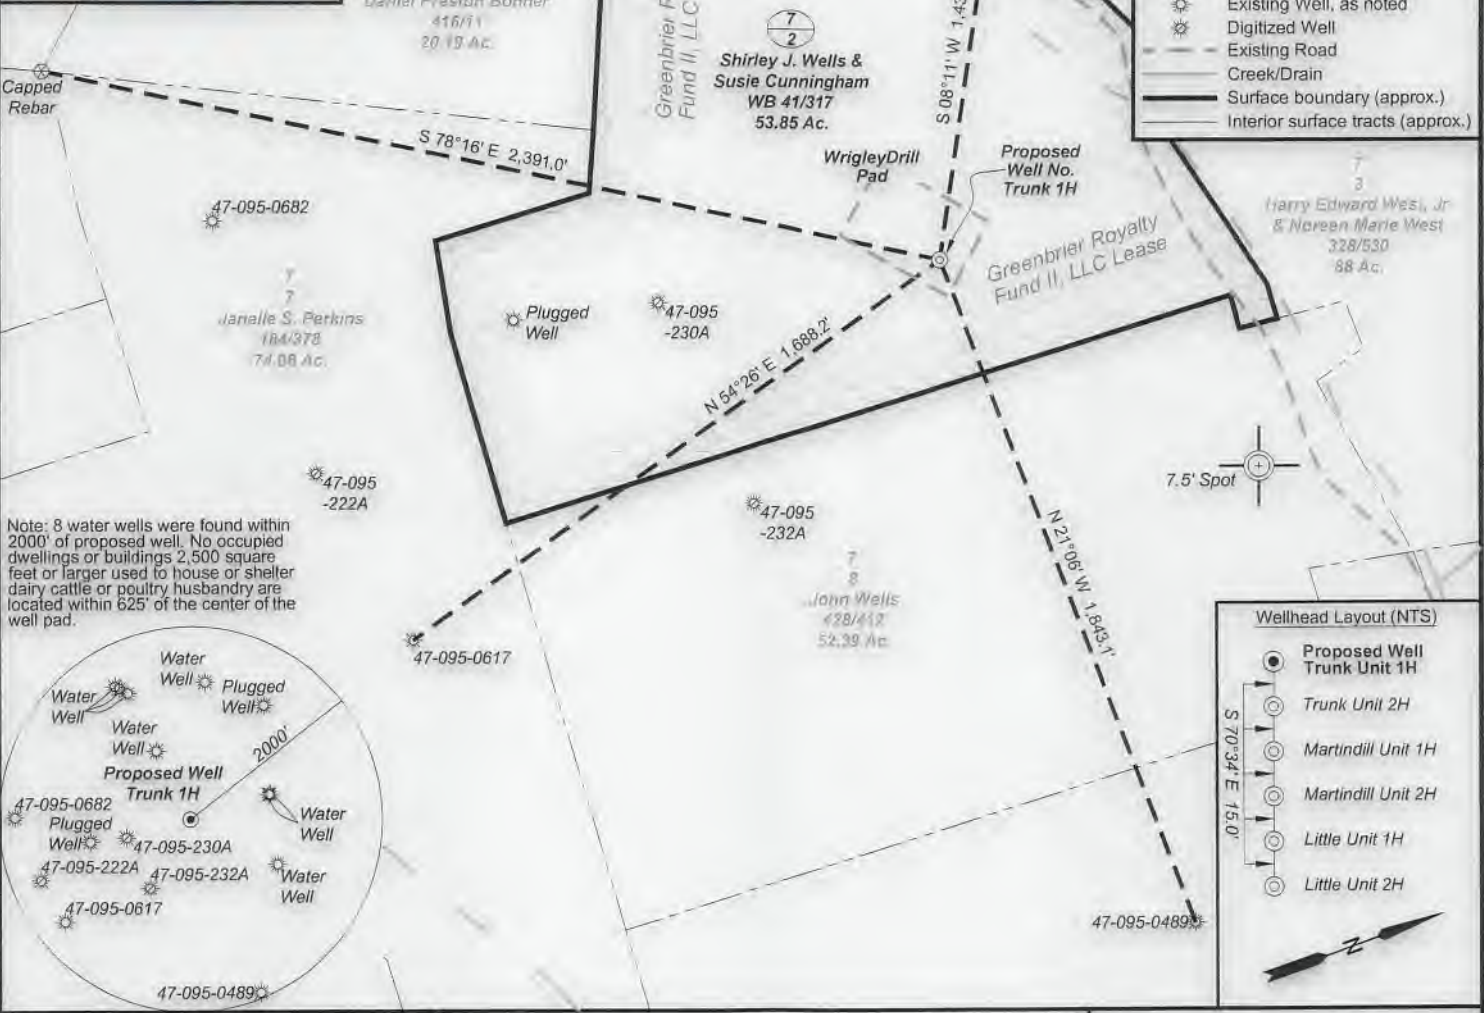 Daniel Preston Bonner
416/11
20.19 Ac.
Capped
Rebar
S 78°16' E 2,391.0'
47-095-0682
7
7
Janelle S. Perkins
184/378
74.08 Ac.
Greenbrier R
Fund II, LLC
7
2
Shirley J. Wells &
Susie Cunningham
WB 41/317
53.85 Ac.
S 08°11' W 1,43
WrigleyDrill
Pad
Proposed
Well No.
Trunk 1H
Greenbrier Royalty
Fund II, LLC Lease
Existing Well, as noted
Digitized Well
Existing Road
Creek/Drain
Surface boundary (approx.)
Interior surface tracts (approx.)
7
3
Harry Edward West, Jr
& Noreen Marie West
328/530
88 Ac.
Plugged
Well
47-095
-230A
N 54°26' E 1,688.2'
47-095
-222A
47-095
-232A
7
8
John Wells
428/412
52.39 Ac.
N 21°06' W 1,843.1'
7.5' Spot
47-095-0617
47-095-0489
Note: 8 water wells were found within
2000' of proposed well. No occupied
dwellings or buildings 2,500 square
feet or larger used to house or shelter
dairy cattle or poultry husbandry are
located within 625' of the center of the
well pad.
Water
Well
Plugged
Well
Water
Well
Water
Well
2000'
Proposed Well
Trunk 1H
47-095-0682
Plugged
Well
47-095-230A
Water
Well
47-095-222A
47-095-232A
Water
Well
47-095-0617
47-095-0489
Wellhead Layout (NTS)
Proposed Well
Trunk Unit 1H
Trunk Unit 2H
Martindill Unit 1H
Martindill Unit 2H
Little Unit 1H
Little Unit 2H
S 70°34' E 15.0'
N